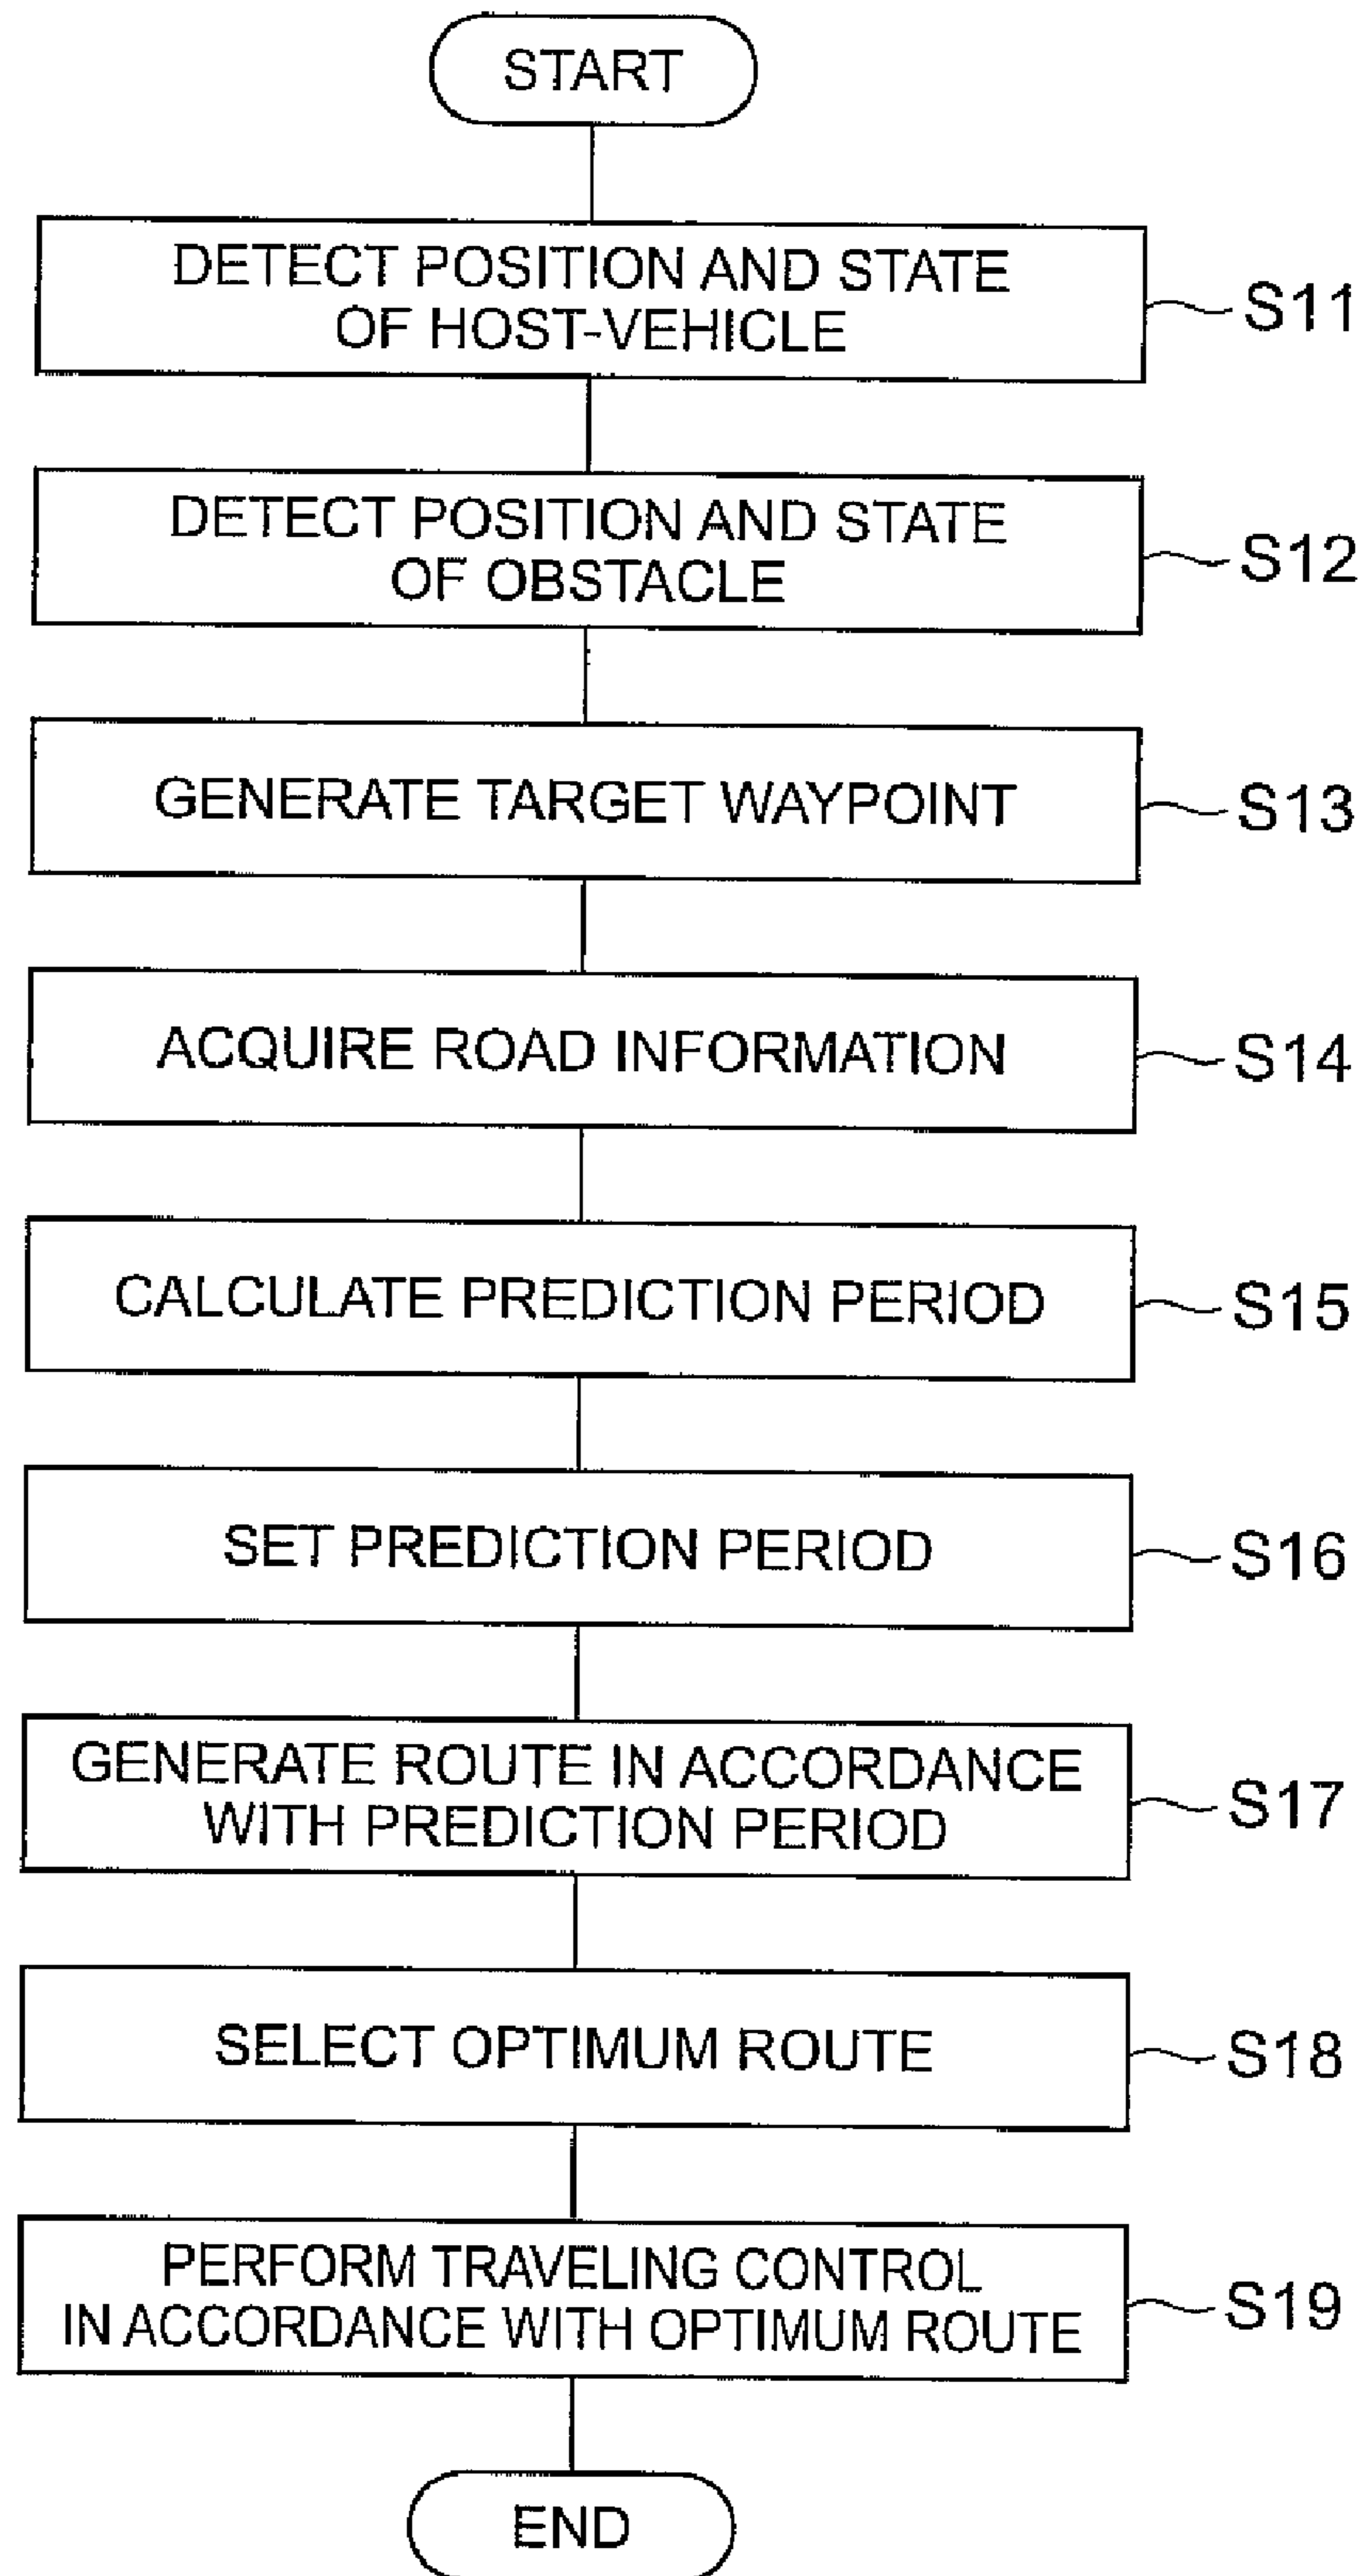 START
DETECT POSITION AND STATE
OF HOST-VEHICLE
S11
DETECT POSITION AND STATE
OF OBSTACLE
S12
GENERATE TARGET WAYPOINT
S13
ACQUIRE ROAD INFORMATION
S14
CALCULATE PREDICTION PERIOD
S15
SET PREDICTION PERIOD
S16
GENERATE ROUTE IN ACCORDANCE
WITH PREDICTION PERIOD
S17
SELECT OPTIMUM ROUTE
S18
PERFORM TRAVELING CONTROL
IN ACCORDANCE WITH OPTIMUM ROUTE
S19
END